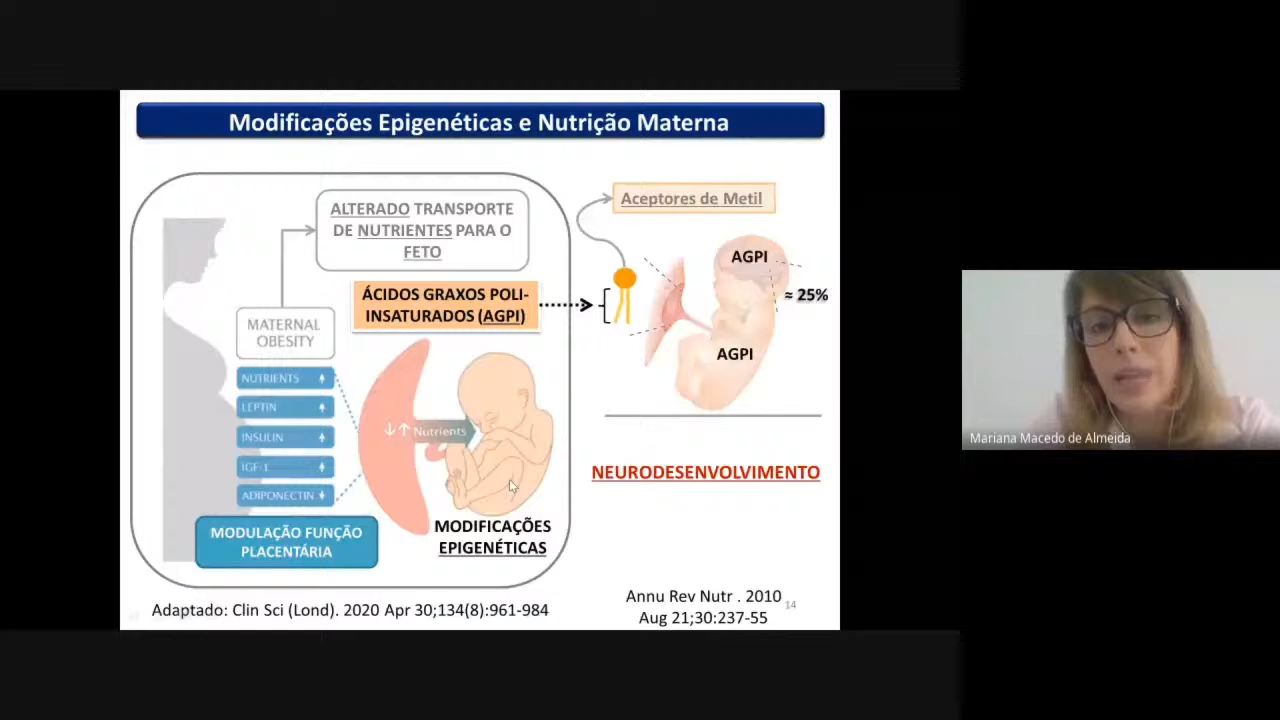 Modificações Epigenéticas e Nutrição Materna
ALTERADO TRANSPORTE
DE NUTRIENTES PARA O
FETO
Aceptores de Metil
ÁCIDOS GRAXOS POLI-
INSATURADOS (AGPI)
AGPI
≈ 25%
AGPI
MATERNAL
OBESITY
NUTRIENTS
LEPTIN
INSULIN
IGF-1
ADIPONECTIN
↓↑ Nutrients
MODULAÇÃO FUNÇÃO
PLACENTÁRIA
MODIFICAÇÕES
EPIGENÉTICAS
NEURODESENVOLVIMENTO
Adaptado: Clin Sci (Lond). 2020 Apr 30;134(8):961-984
Annu Rev Nutr . 2010
Aug 21;30:237-55
14
Mariana Macedo de Almeida